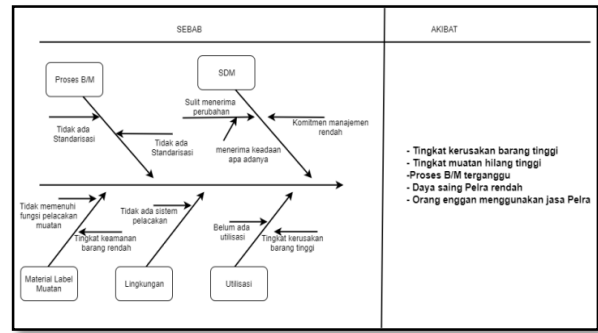 SEBAB
AKIBAT
Proses B/M
SDM
Sulit menerima
perubahan
Tidak ada
Standarisasi
Komitmen manajemen
rendah
Tidak ada
Standarisasi
menerima keadaan
apa adanya
- Tingkat kerusakan barang tinggi
- Tingkat muatan hilang tinggi
-Proses B/M terganggu
- Daya saing Pelra rendah
- Orang enggan menggunakan jasa Pelra
Tidak memenuhi
fungsi pelacakan
muatan
Tidak ada sistem
pelacakan
Belum ada
utilisasi
Tingkat keamanan
barang rendah
Tingkat kerusakan
barang tinggi
Material Label
Muatan
Lingkungan
Utilisasi